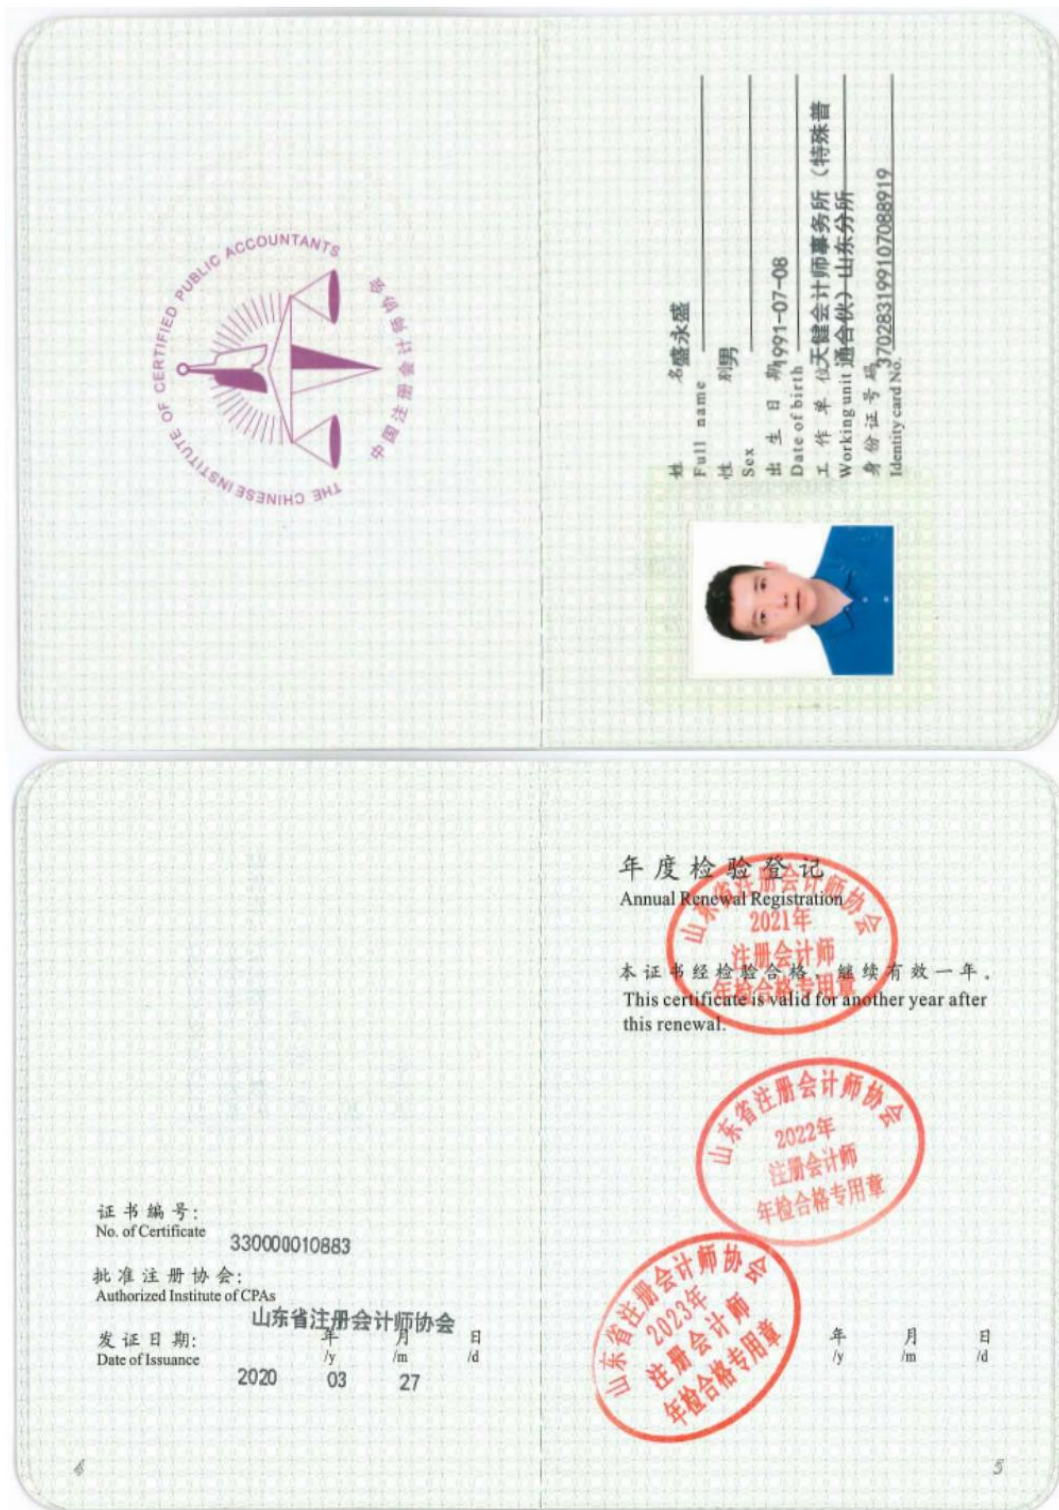 THE CHINESE INSTITUTE OF CERTIFIED PUBLIC ACCOUNTANTS
中国注册会计师协会
姓 名 盛永盛
Full name
性 别 男
Sex
出 生 日 期 1991-07-08
Date of birth
工 作 单 位 天健会计师事务所（特殊普
Working unit 通合伙）山东分所
身 份 证 号 码 370283199107088919
Identity card No.
证 书 编 号：
No. of Certificate
330000010883
批 准 注 册 协 会：
Authorized Institute of CPAs
山东省注册会计师协会
发 证 日 期： 年 月 日
Date of Issuance /y /m /d
2020 03 27
4
年度检验登记
Annual Renewal Registration
本证书经检验合格，继续有效一年。
This certificate is valid for another year after
this renewal.
山东省注册会计师协会
2021年
注册会计师
年检合格专用章
山东省注册会计师协会
2022年
注册会计师
年检合格专用章
山东省注册会计师协会
2023年
注册会计师
年检合格专用章
年 月 日
/y /m /d
5